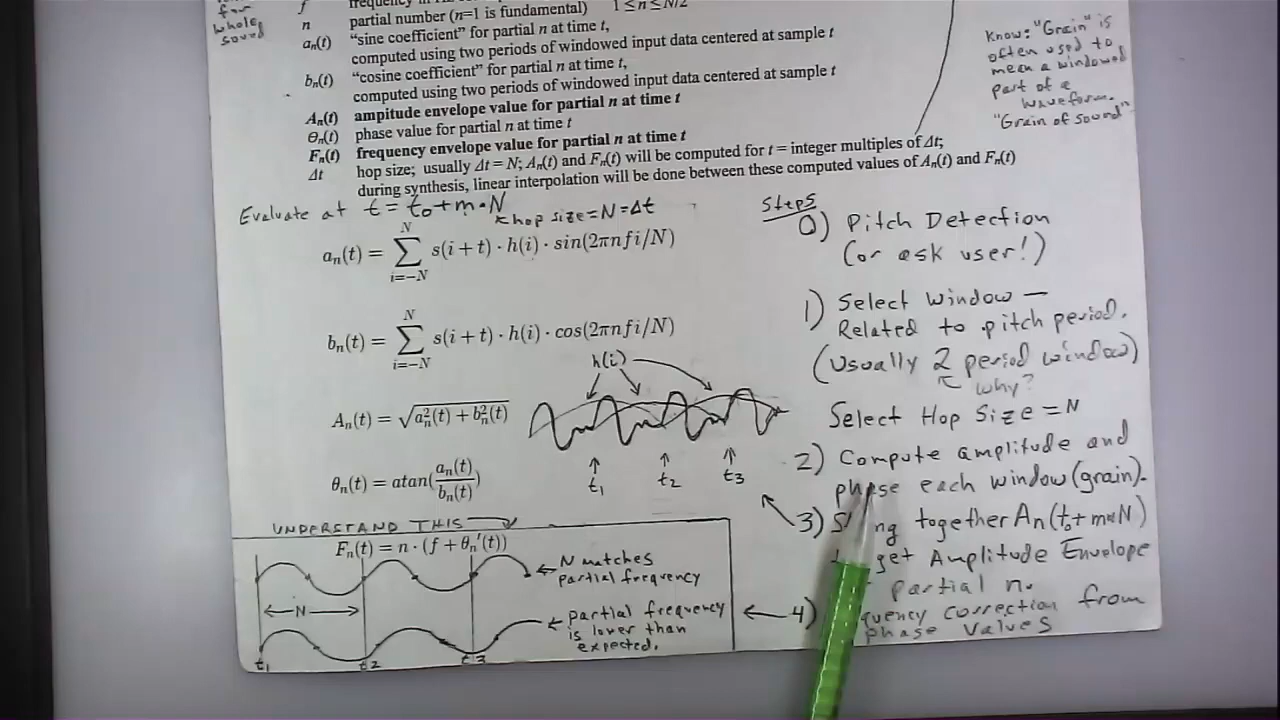 for
whole
sound
f
n partial number (n=1 is fundamental) 1 ≤ n ≤ N/2
aₙ(t) "sine coefficient" for partial n at time t,
computed using two periods of windowed input data centered at sample t
bₙ(t) "cosine coefficient" for partial n at time t,
computed using two periods of windowed input data centered at sample t
Aₙ(t) ampitude envelope value for partial n at time t
Θₙ(t) phase value for partial n at time t
Fₙ(t) frequency envelope value for partial n at time t
Δt hop size; usually Δt = N; Aₙ(t) and Fₙ(t) will be computed for t = integer multiples of Δt;
during synthesis, linear interpolation will be done between these computed values of Aₙ(t) and Fₙ(t)
Know: "Grain" is
often used to
mean a windowed
part of a
waveform.
"Grain of Sound"
Evaluate at t = t₀ + m·N
hop size = N = Δt
aₙ(t) = Σ_{i=−N}^{N} s(i + t) · h(i) · sin(2πnfi/N)
bₙ(t) = Σ_{i=−N}^{N} s(i + t) · h(i) · cos(2πnfi/N)
h(i)
Aₙ(t) = √(aₙ²(t) + bₙ²(t))
t₁ t₂ t₃
θₙ(t) = atan(aₙ(t)/bₙ(t))
UNDERSTAND THIS
Fₙ(t) = n · (f + θₙ′(t))
N matches
partial frequency
N
partial frequency
is lower than
expected.
t₁ t₂ t₃
Steps
0) Pitch Detection
(or ask user!)
1) Select window —
Related to pitch period.
(Usually 2 period window)
why?
Select Hop Size = N
2) Compute amplitude and
phase each window (grain).
3) together Aₙ(t₀ + m·N)
get Amplitude Envelope
partial n.
4) correction from
phase values